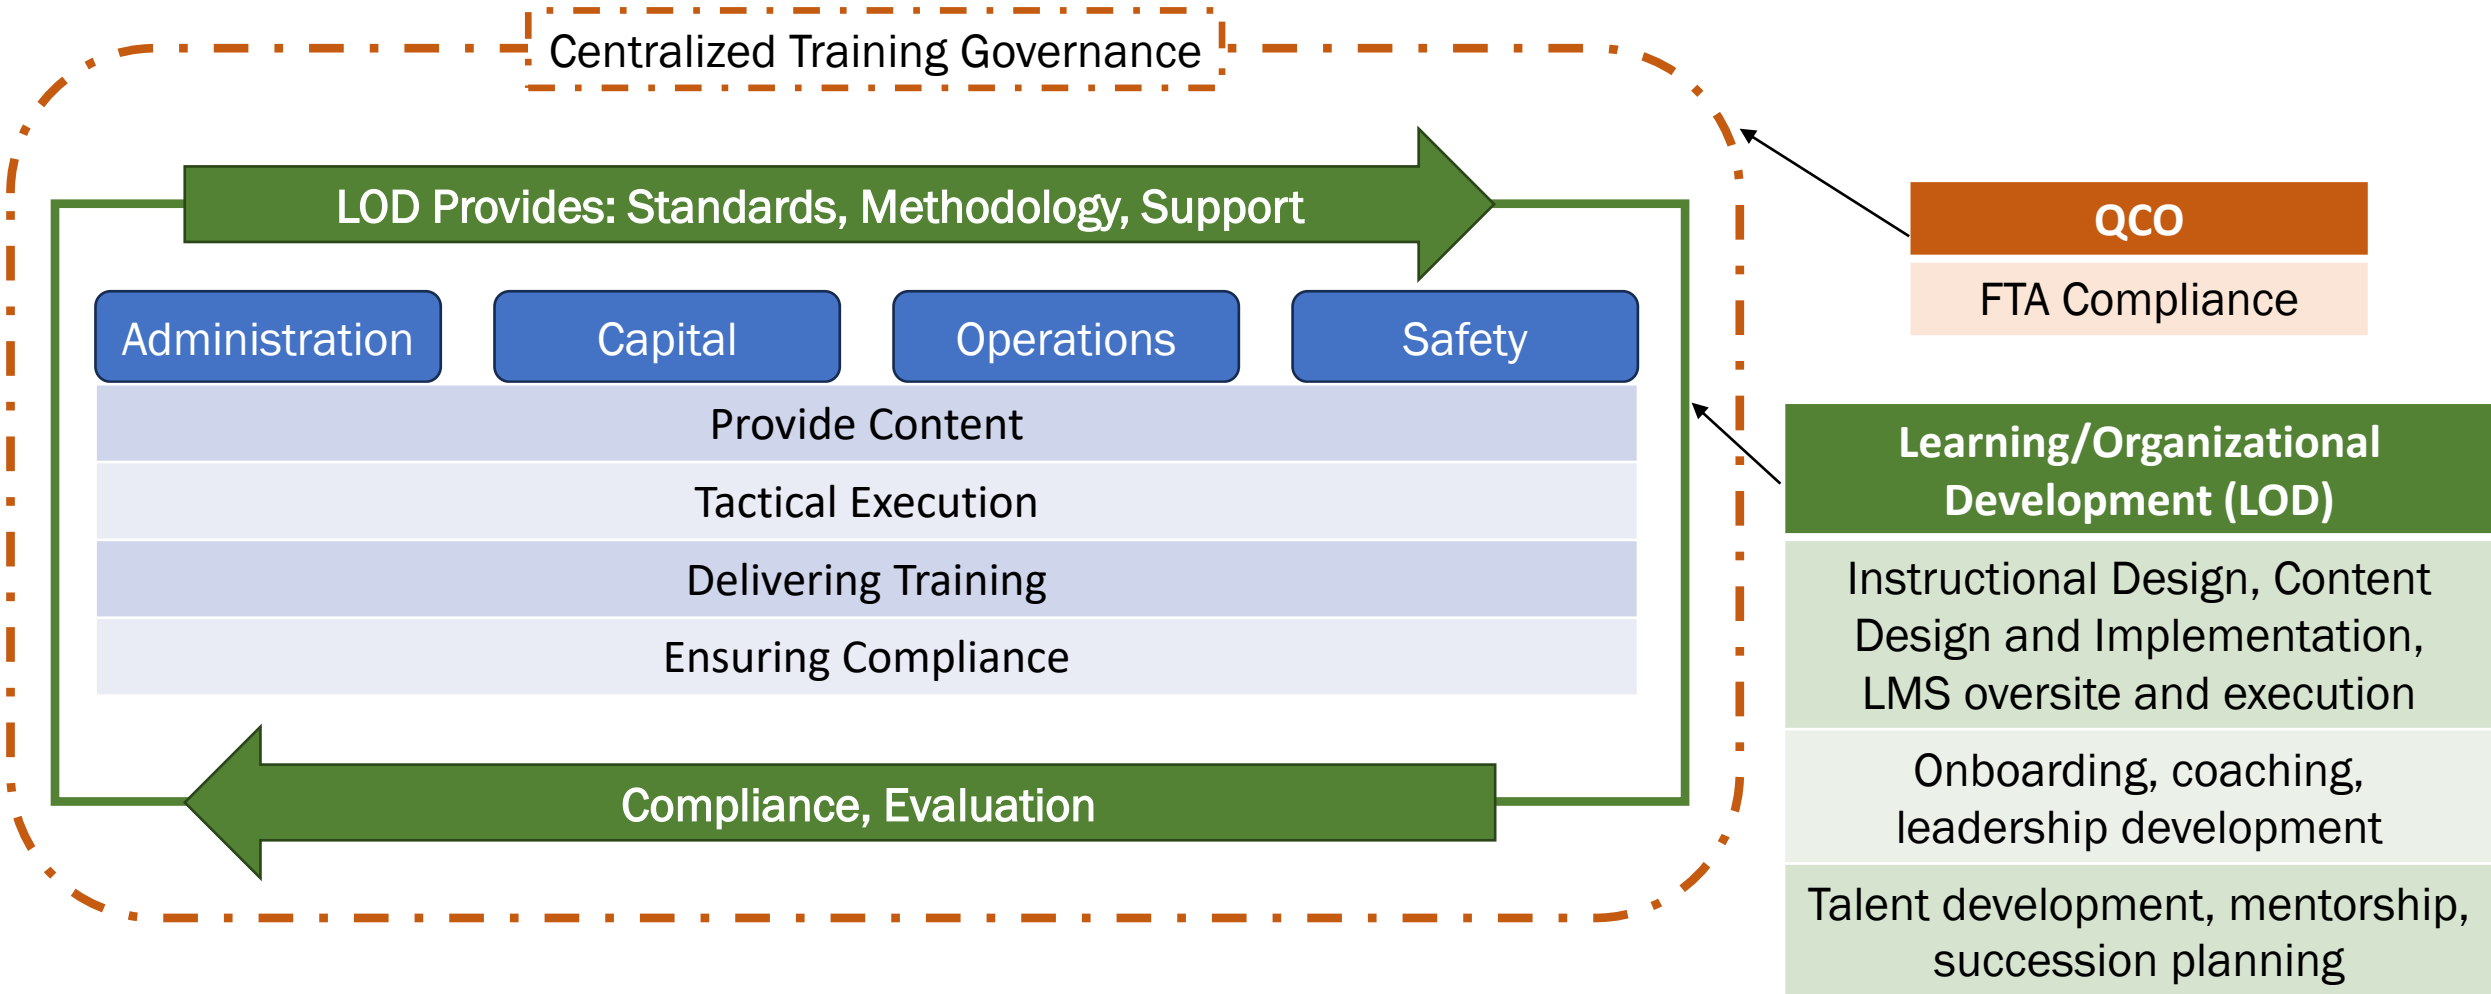 Centralized Training Governance
LOD Provides: Standards, Methodology, Support
Administration
Capital
Operations
Safety
Provide Content
Tactical Execution
Delivering Training
Ensuring Compliance
Compliance, Evaluation
QCO
FTA Compliance
Learning/Organizational
Development (LOD)
Instructional Design, Content
Design and Implementation,
LMS oversite and execution
Onboarding, coaching,
leadership development
Talent development, mentorship,
succession planning